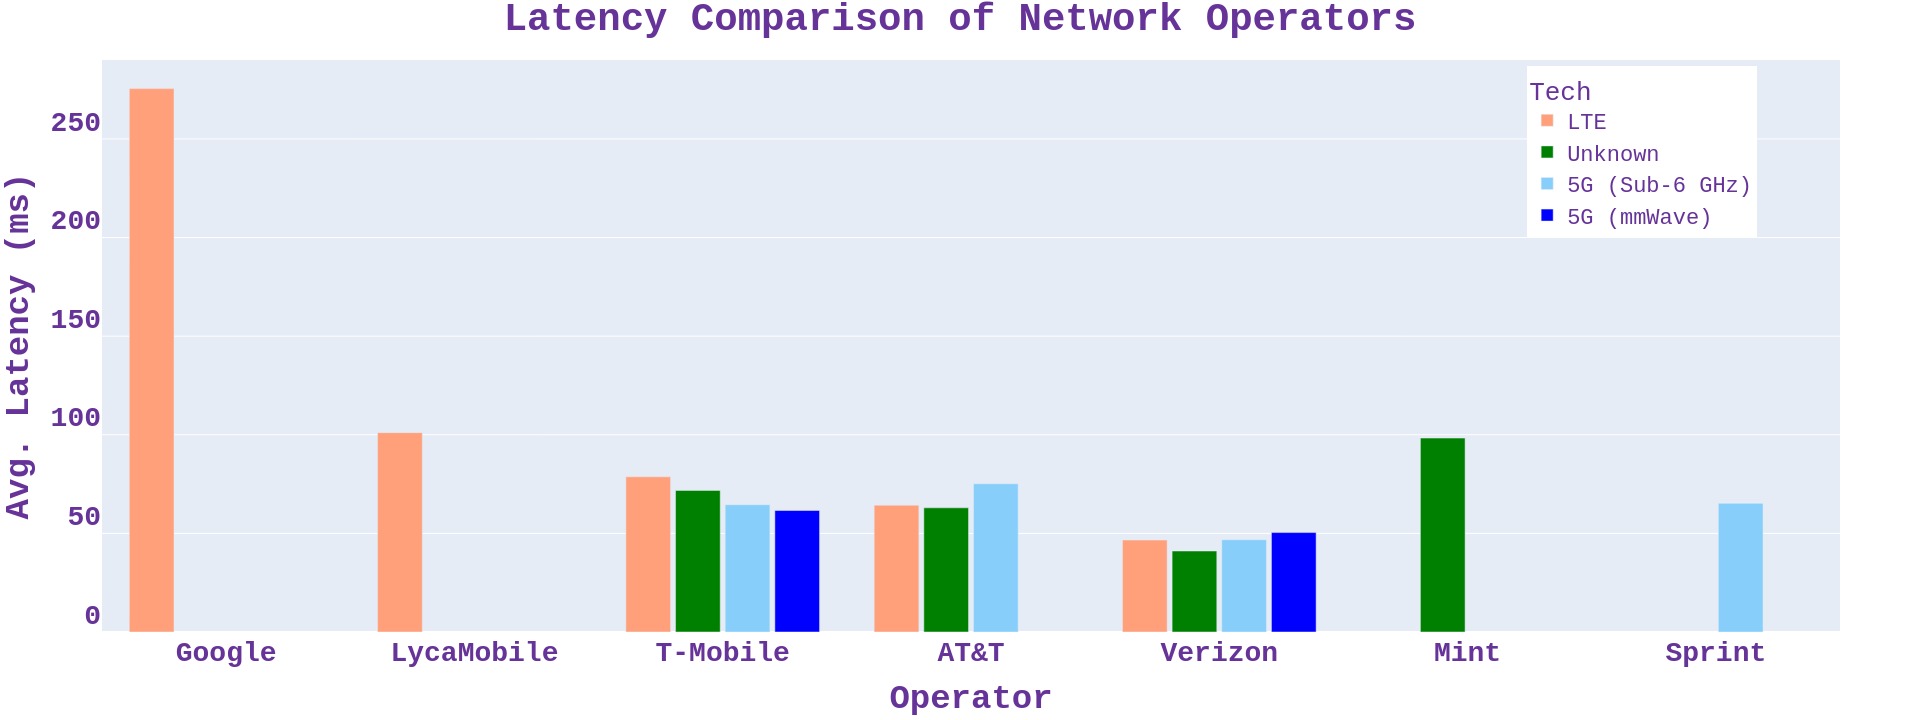 Latency Comparison of Network Operators
Tech
LTE
Unknown
5G (Sub-6 GHz)
5G (mmWave)
Avg. Latency (ms)
250
200
150
100
50
0
Google LycaMobile T-Mobile AT&T Verizon Mint Sprint
Operator